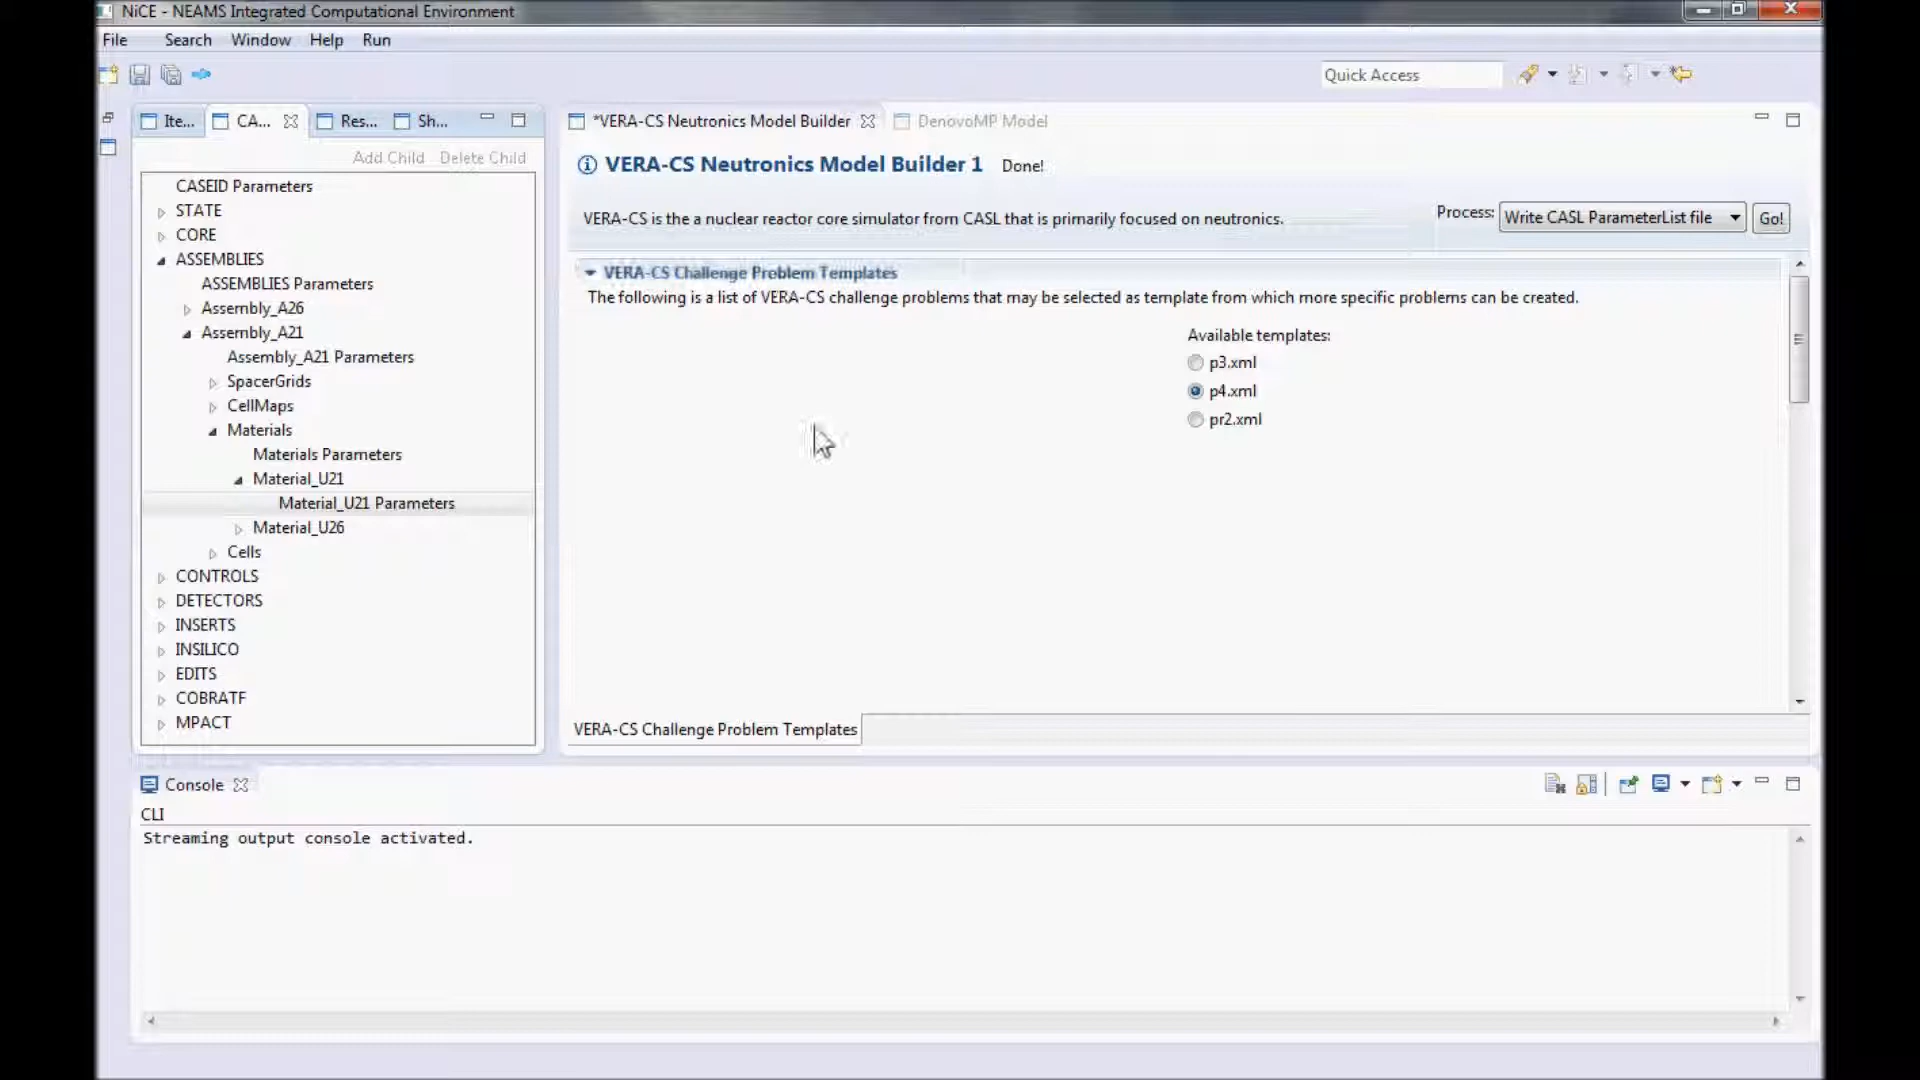 NiCE - NEAMS Integrated Computational Environment
File Search Window Help Run
Quick Access
Ite... CA... Res... Sh...
Add Child Delete Child
CASEID Parameters
STATE
CORE
ASSEMBLIES
ASSEMBLIES Parameters
Assembly_A26
Assembly_A21
Assembly_A21 Parameters
SpacerGrids
CellMaps
Materials
Materials Parameters
Material_U21
Material_U21 Parameters
Material_U26
Cells
CONTROLS
DETECTORS
INSERTS
INSILICO
EDITS
COBRATF
MPACT
*VERA-CS Neutronics Model Builder DenovoMP Model
VERA-CS Neutronics Model Builder 1 Done!
VERA-CS is the a nuclear reactor core simulator from CASL that is primarily focused on neutronics.
Process: Write CASL ParameterList file Go!
VERA-CS Challenge Problem Templates
The following is a list of VERA-CS challenge problems that may be selected as template from which more specific problems can be created.
Available templates:
p3.xml
p4.xml
pr2.xml
VERA-CS Challenge Problem Templates
Console
CLI
Streaming output console activated.